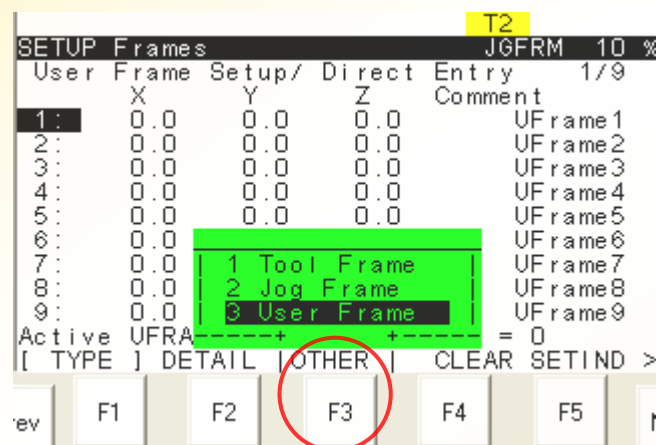 T2
SETUP Frames JGFRM 10 %
User Frame Setup/ Direct Entry 1/9
X Y Z Comment
1: 0.0 0.0 0.0 UFrame1
2: 0.0 0.0 0.0 UFrame2
3: 0.0 0.0 0.0 UFrame3
4: 0.0 0.0 0.0 UFrame4
5: 0.0 0.0 0.0 UFrame5
6: 0.0 UFrame6
7: 0.0 | 1 Tool Frame | UFrame7
8: 0.0 | 2 Jog Frame | UFrame8
9: 0.0 | 3 User Frame | UFrame9
Active UFRA-----+ +----- = 0
[ TYPE ] DETAIL |OTHER | CLEAR SETIND >
ev F1 F2 F3 F4 F5